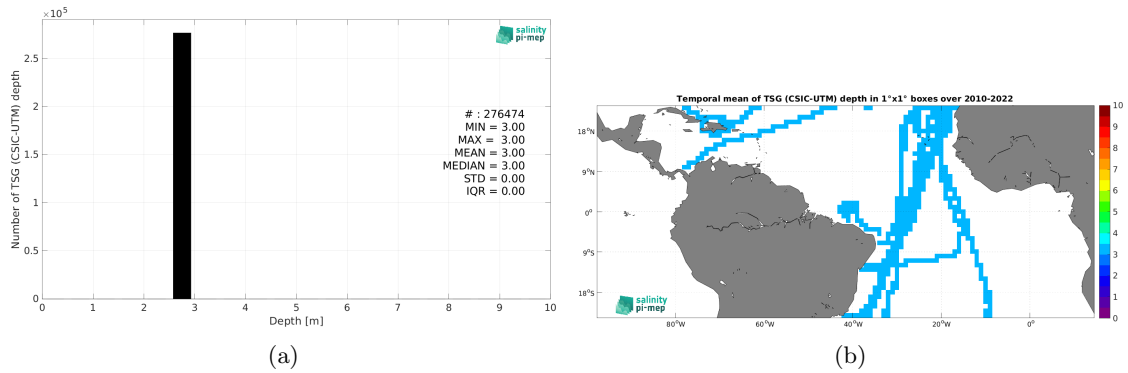 ×10⁵
2.5
2
1.5
1
0.5
0
0 1 2 3 4 5 6 7 8 9 10
Number of TSG (CSIC-UTM) depth
Depth [m]
salinity
pi-mep
# : 276474
MIN = 3.00
MAX = 3.00
MEAN = 3.00
MEDIAN = 3.00
STD = 0.00
IQR = 0.00
(a)
Temporal mean of TSG (CSIC-UTM) depth in 1°x1° boxes over 2010-2022
18°N
9°N
0°
9°S
18°S
80°W 60°W 40°W 20°W 0°
salinity
pi-mep
10
9
8
7
6
5
4
3
2
1
0
(b)